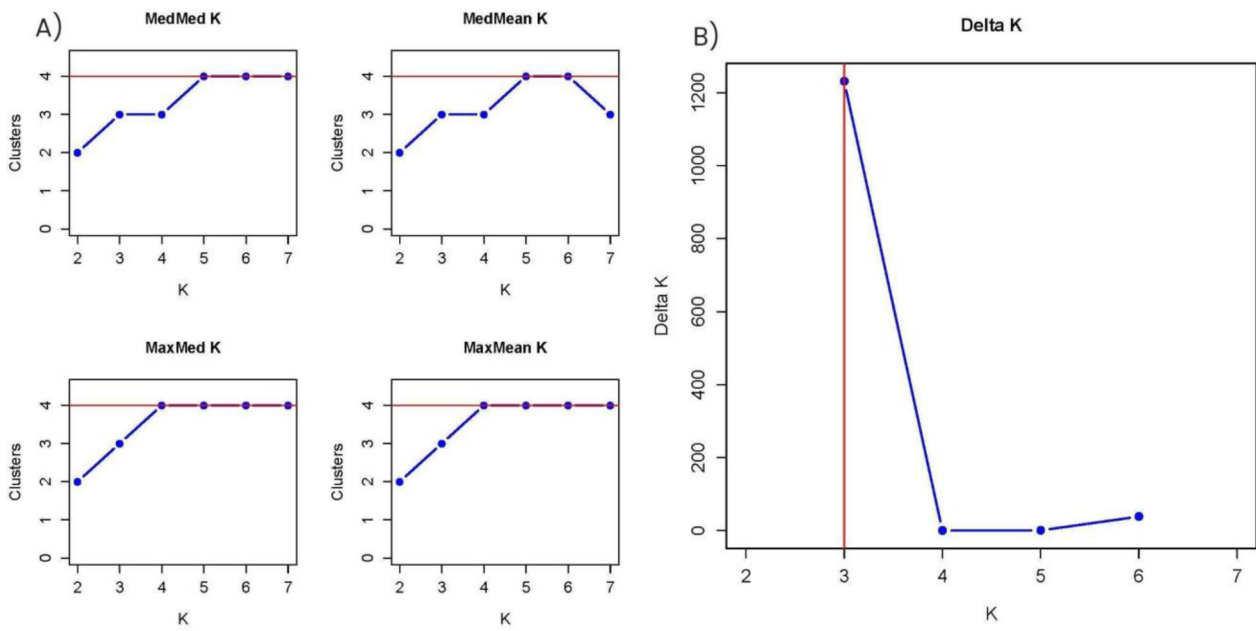 A)
MedMed K
Clusters
4
3
2
1
0
2 3 4 5 6 7
K
MedMean K
Clusters
4
3
2
1
0
2 3 4 5 6 7
K
MaxMed K
Clusters
4
3
2
1
0
2 3 4 5 6 7
K
MaxMean K
Clusters
4
3
2
1
0
2 3 4 5 6 7
K
B)
Delta K
Delta K
1200
1000
800
600
400
200
0
2 3 4 5 6 7
K